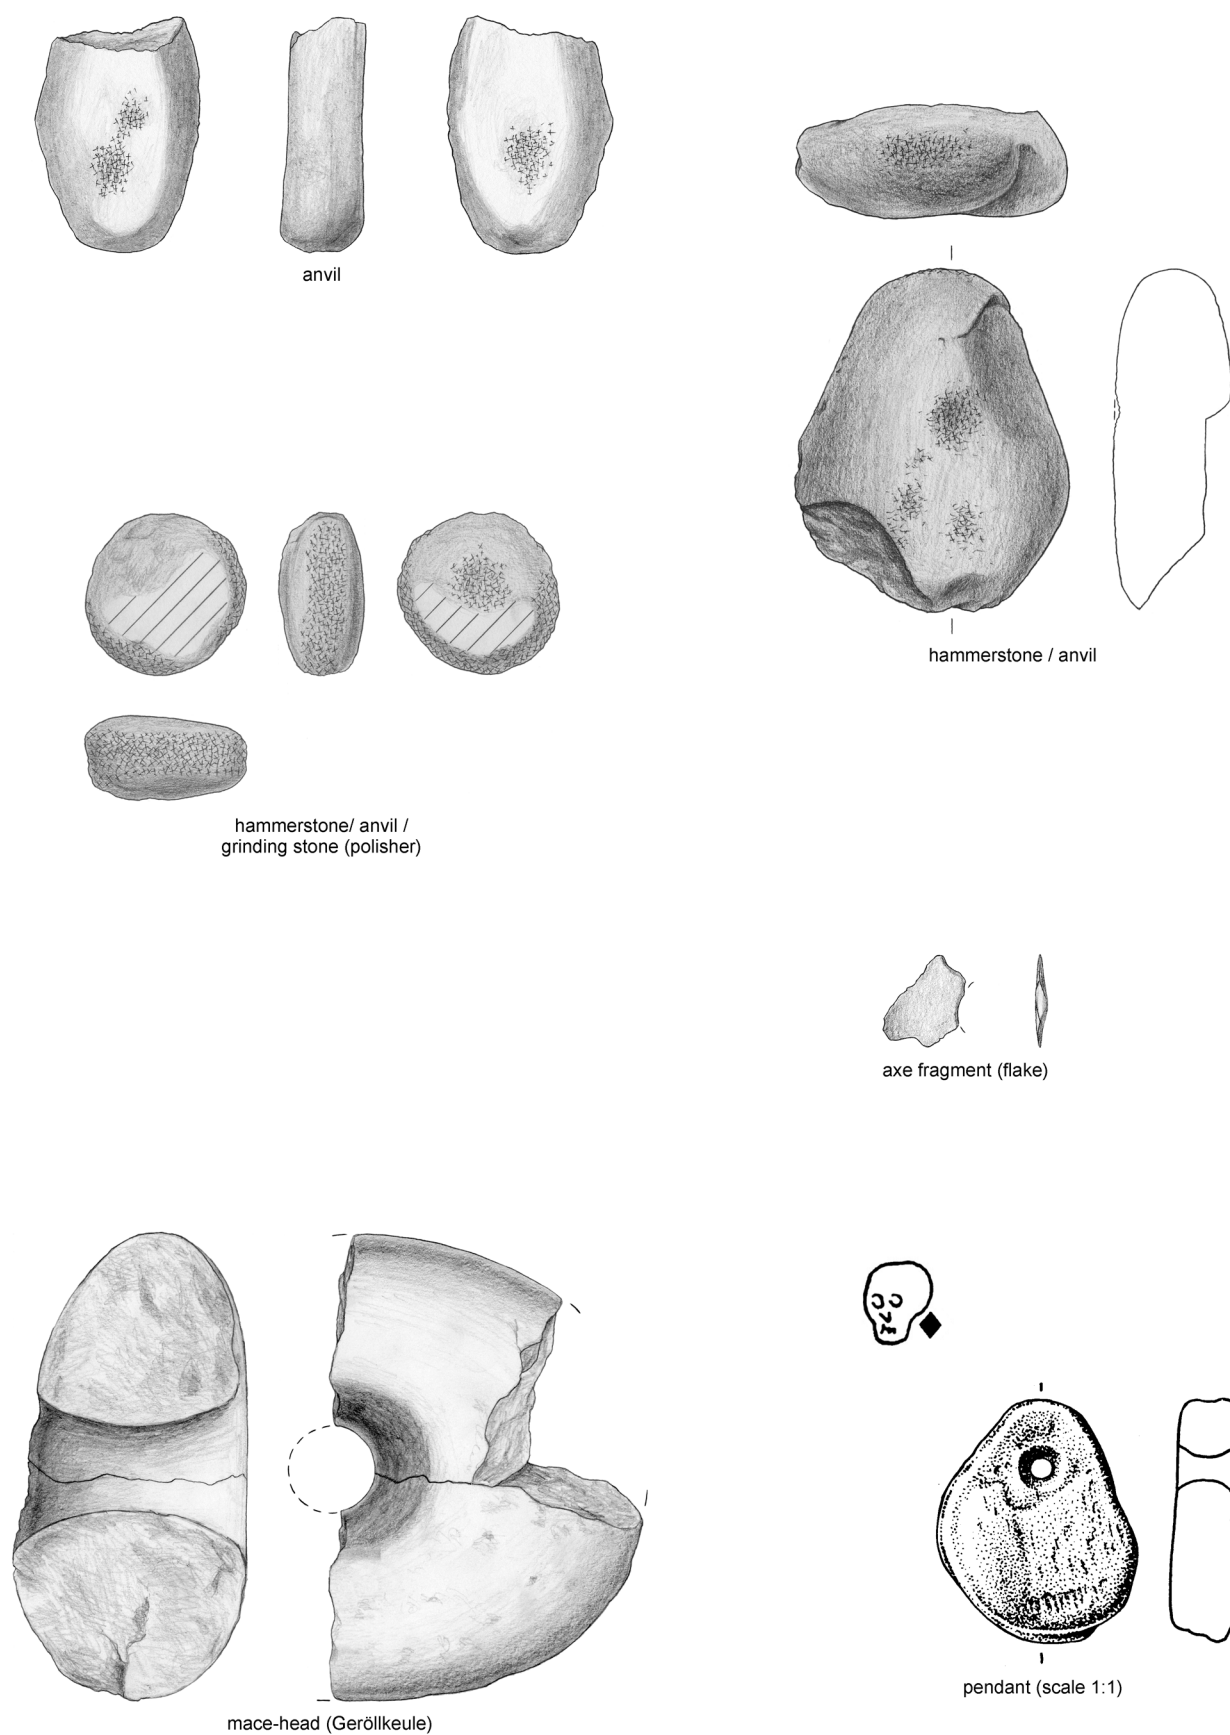 anvil
hammerstone / anvil
hammerstone/ anvil /
grinding stone (polisher)
axe fragment (flake)
pendant (scale 1:1)
mace-head (Geröllkeule)